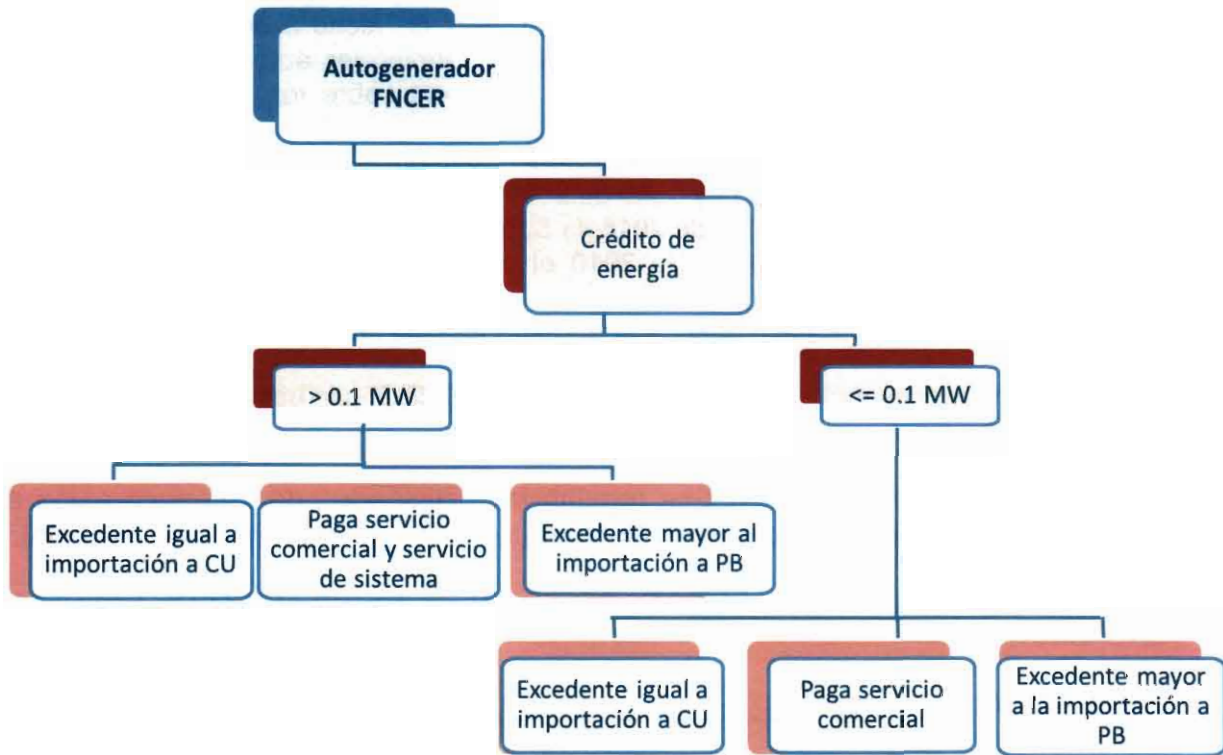 Autogenerador
FNCER
Crédito de
energía
> 0.1 MW
<= 0.1 MW
Excedente igual a
importación a CU
Paga servicio
comercial y servicio
de sistema
Excedente mayor al
importación a PB
Excedente igual a
importación a CU
Paga servicio
comercial
Excedente mayor
a la importación a
PB